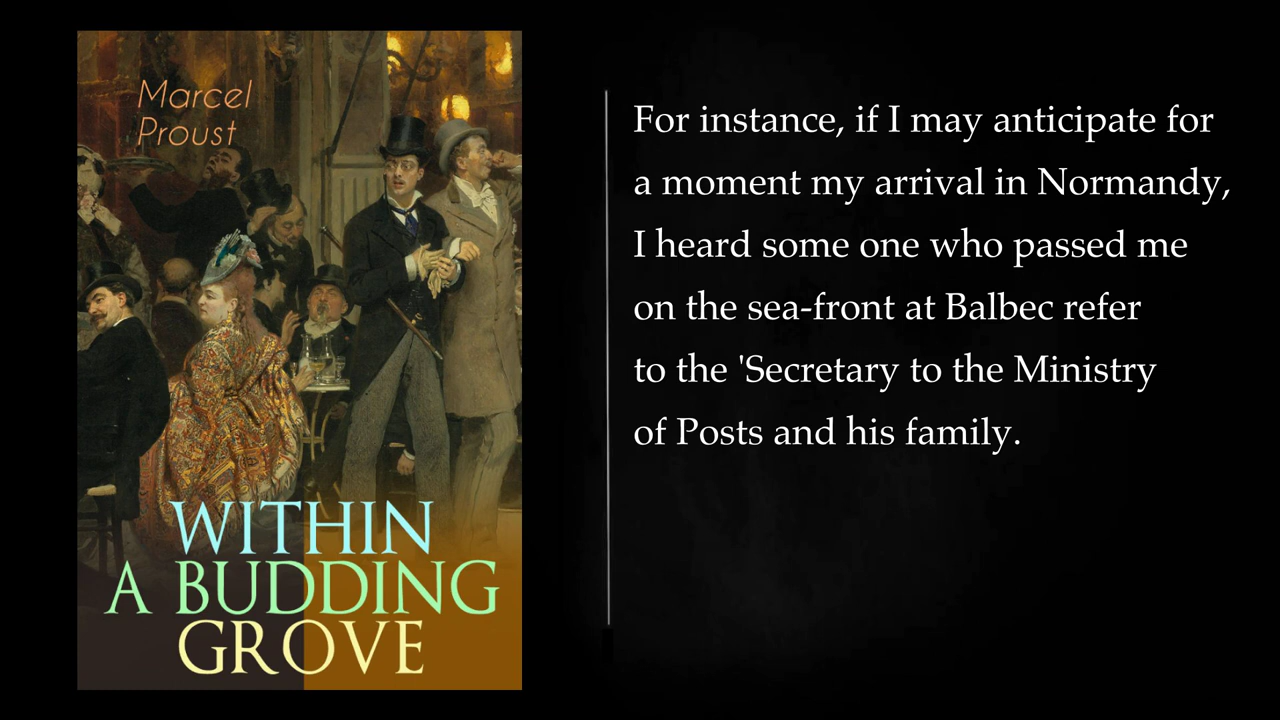 Marcel
Proust
WITHIN
A BUDDING
GROVE
For instance, if I may anticipate for
a moment my arrival in Normandy,
I heard some one who passed me
on the sea-front at Balbec refer
to the 'Secretary to the Ministry
of Posts and his family.